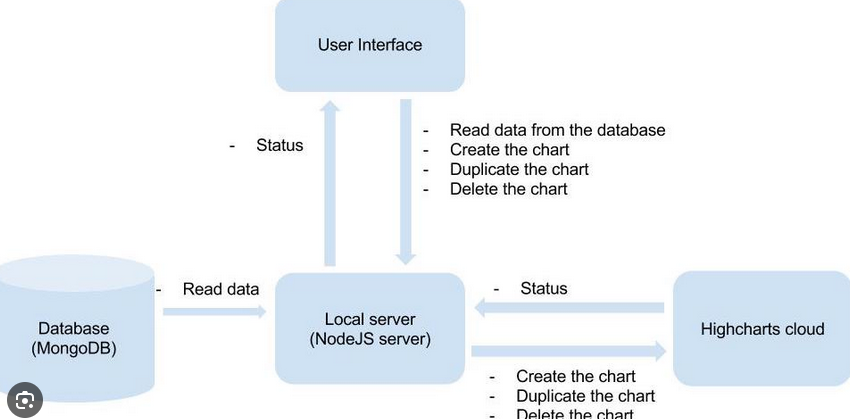 User Interface
- Status
- Read data from the database
- Create the chart
- Duplicate the chart
- Delete the chart
- Read data
- Status
Database
(MongoDB)
Local server
(NodeJS server)
Highcharts cloud
- Create the chart
- Duplicate the chart
- Delete the chart